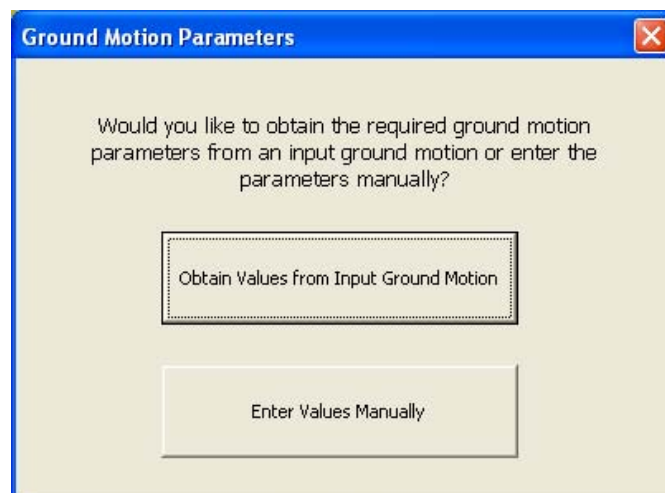 Ground Motion Parameters
Would you like to obtain the required ground motion
parameters from an input ground motion or enter the
parameters manually?
Obtain Values from Input Ground Motion
Enter Values Manually